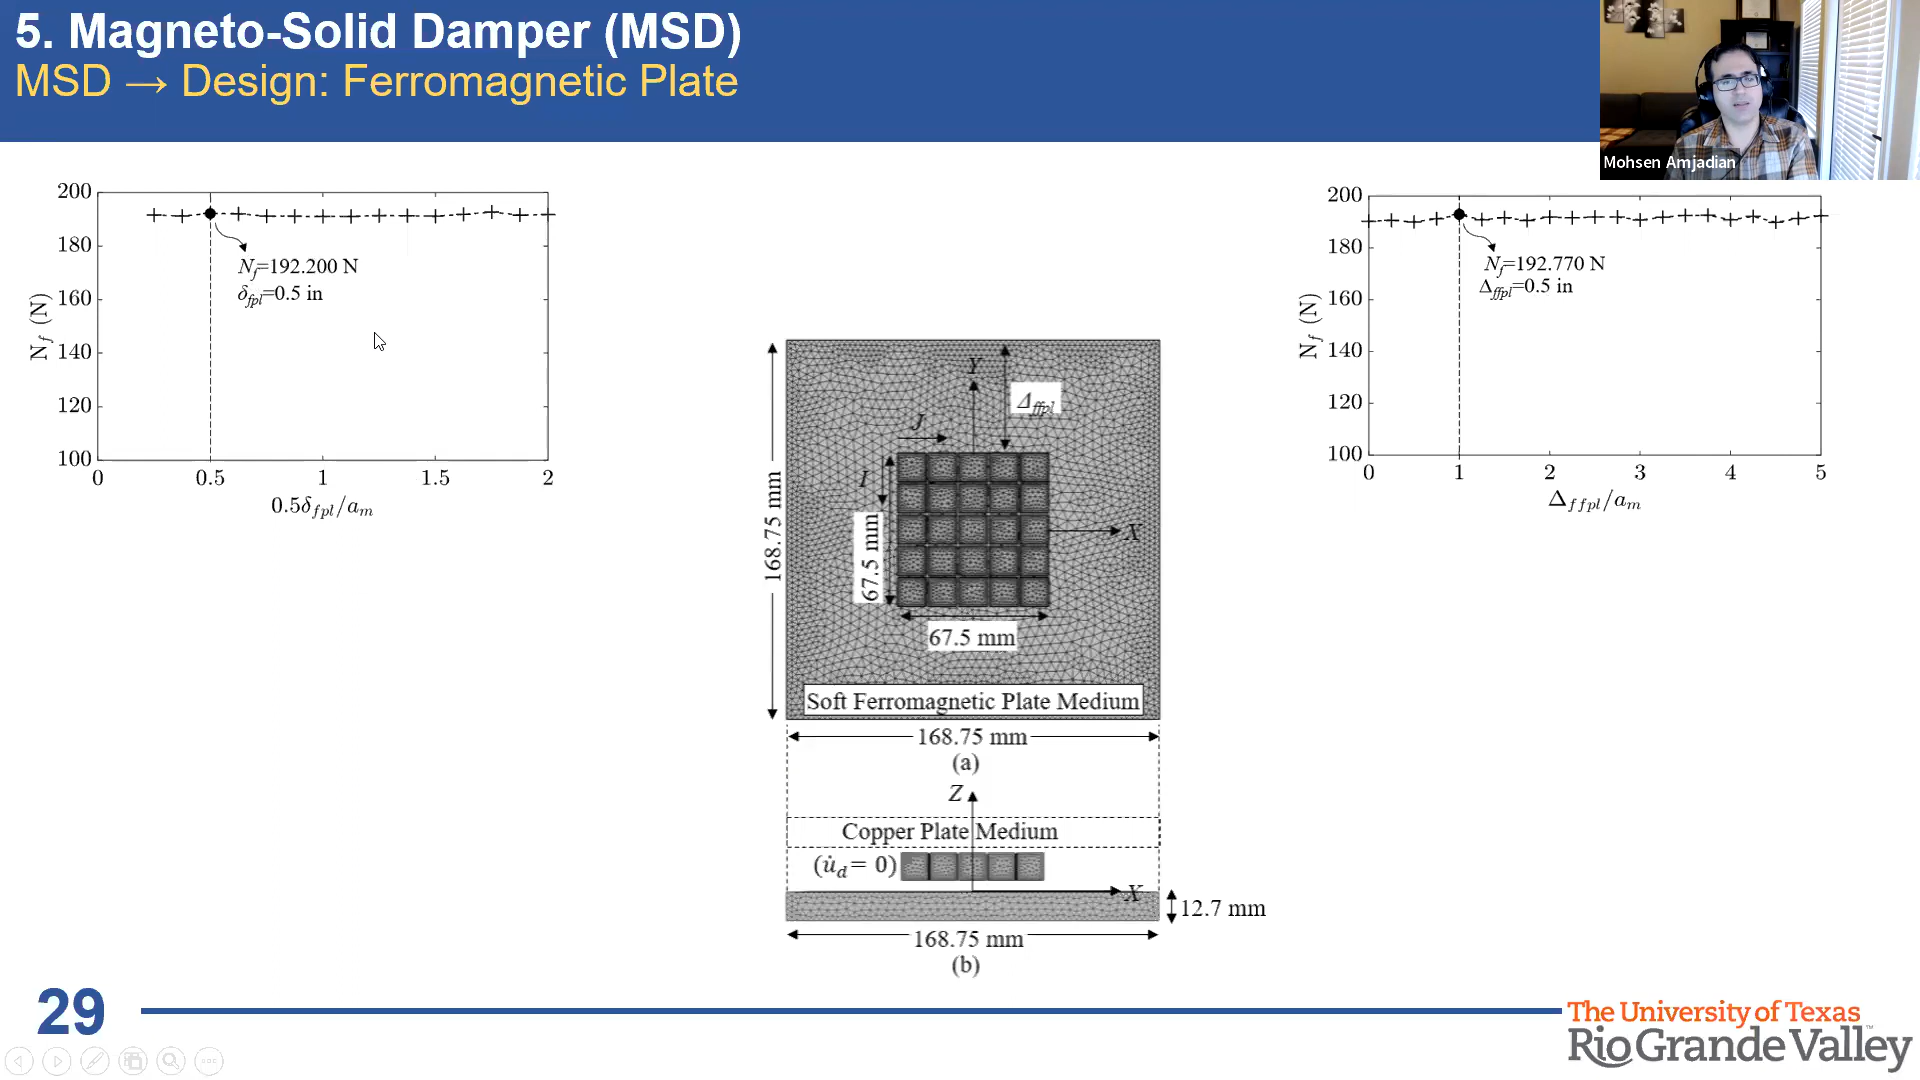 5. Magneto-Solid Damper (MSD)
MSD → Design: Ferromagnetic Plate
Mohsen Amjadian
200
180
160
140
120
100
N_f (N)
N_f=192.200 N
δ_fpl=0.5 in
0 0.5 1 1.5 2
0.5δ_fpl/a_m
200
180
160
140
120
100
N_f (N)
N_f=192.770 N
Δ_ffpl=0.5 in
0 1 2 3 4 5
Δ_ffpl/a_m
Y
Δ_ffpl
J
I
X
168.75 mm
67.5 mm
67.5 mm
Soft Ferromagnetic Plate Medium
168.75 mm
(a)
Z
Copper Plate Medium
(u̇_d = 0)
X
12.7 mm
168.75 mm
(b)
29
The University of Texas
RioGrande Valley